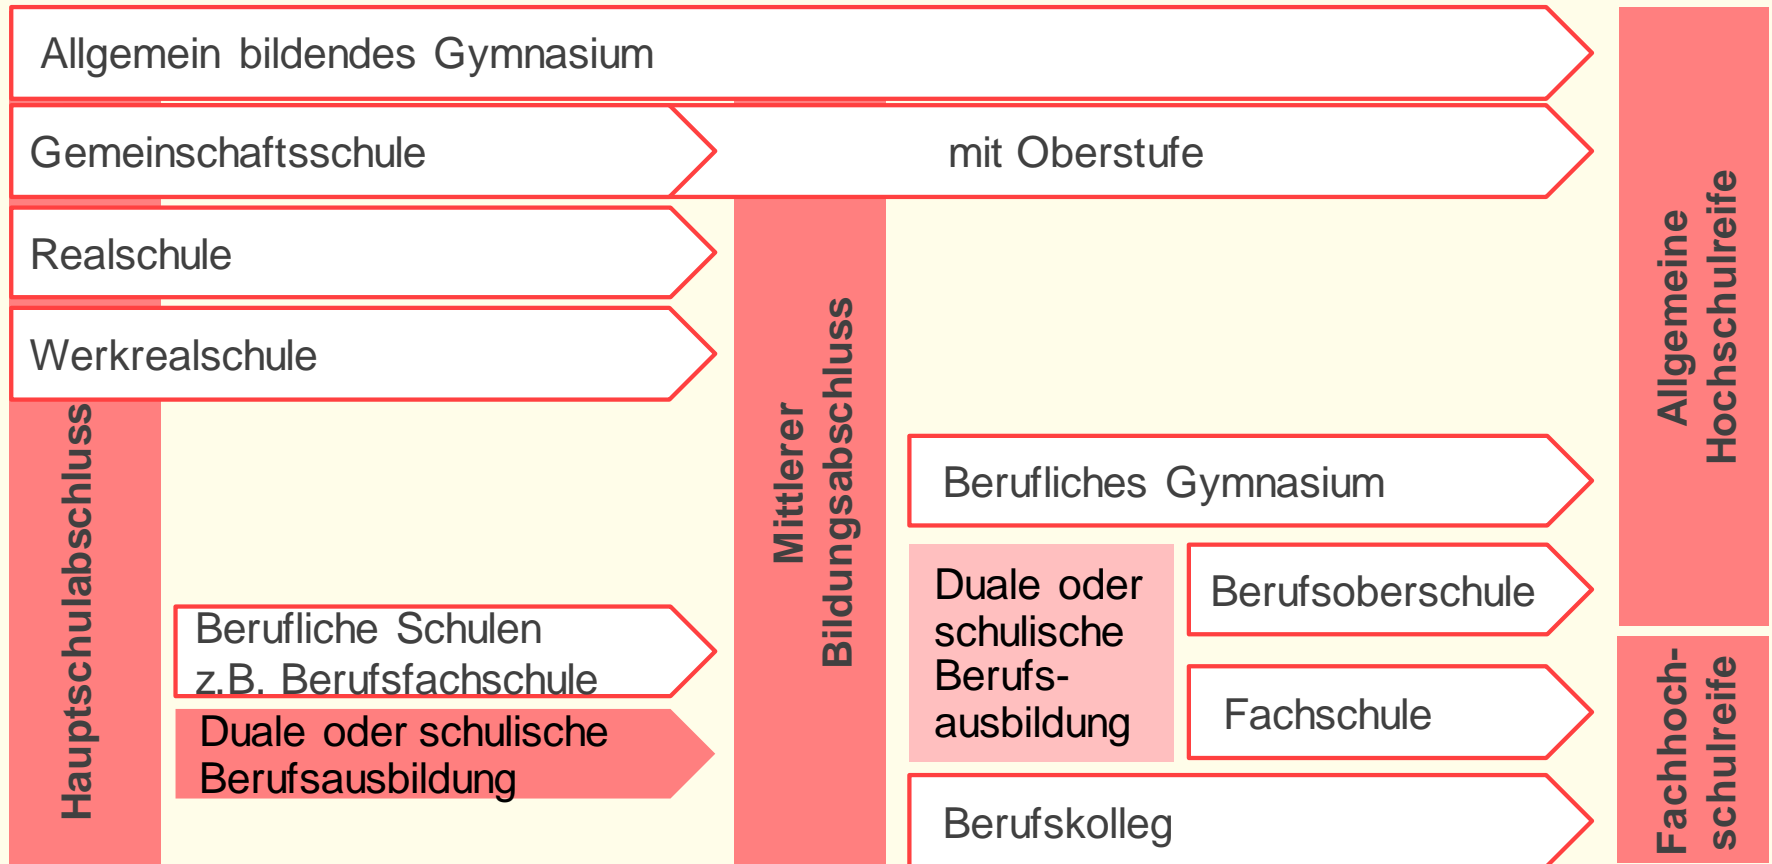 Allgemein bildendes Gymnasium
Gemeinschaftsschule
mit Oberstufe
Realschule
Werkrealschule
Hauptschulabschluss
Berufliche Schulen
z.B. Berufsfachschule
Duale oder schulische
Berufsausbildung
Mittlerer
Bildungsabschluss
Berufliches Gymnasium
Duale oder
schulische
Berufs-
ausbildung
Berufsoberschule
Fachschule
Berufskolleg
Allgemeine
Hochschulreife
Fachhoch-
schulreife